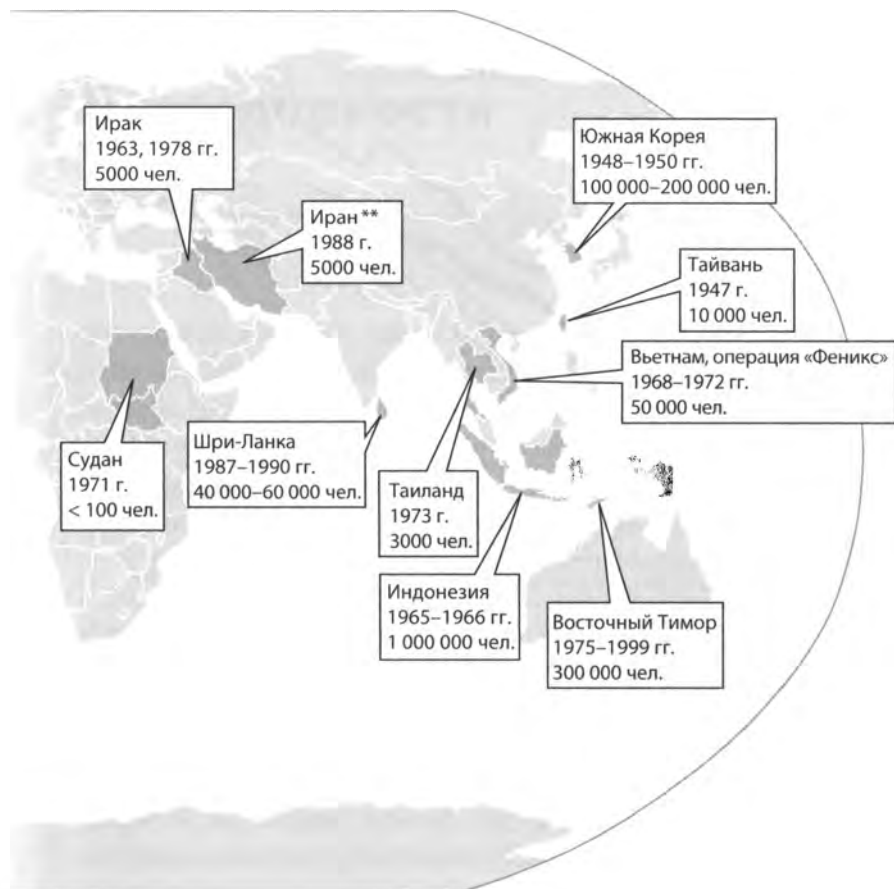 Ирак
1963, 1978 гг.
5000 чел.
Иран **
1988 г.
5000 чел.
Южная Корея
1948–1950 гг.
100 000–200 000 чел.
Тайвань
1947 г.
10 000 чел.
Вьетнам, операция «Феникс»
1968–1972 гг.
50 000 чел.
Судан
1971 г.
< 100 чел.
Шри-Ланка
1987–1990 гг.
40 000–60 000 чел.
Таиланд
1973 г.
3000 чел.
Индонезия
1965–1966 гг.
1 000 000 чел.
Восточный Тимор
1975–1999 гг.
300 000 чел.